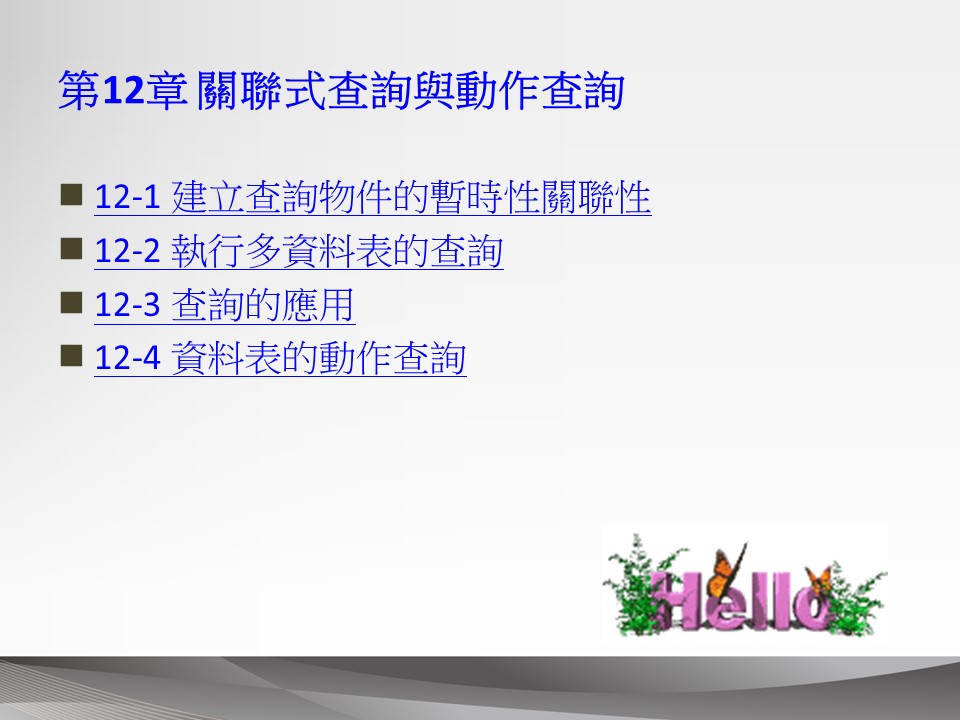 第12章 關聯式查詢與動作查詢
12-1 建立查詢物件的暫時性關聯性
12-2 執行多資料表的查詢
12-3 查詢的應用
12-4 資料表的動作查詢
Hello